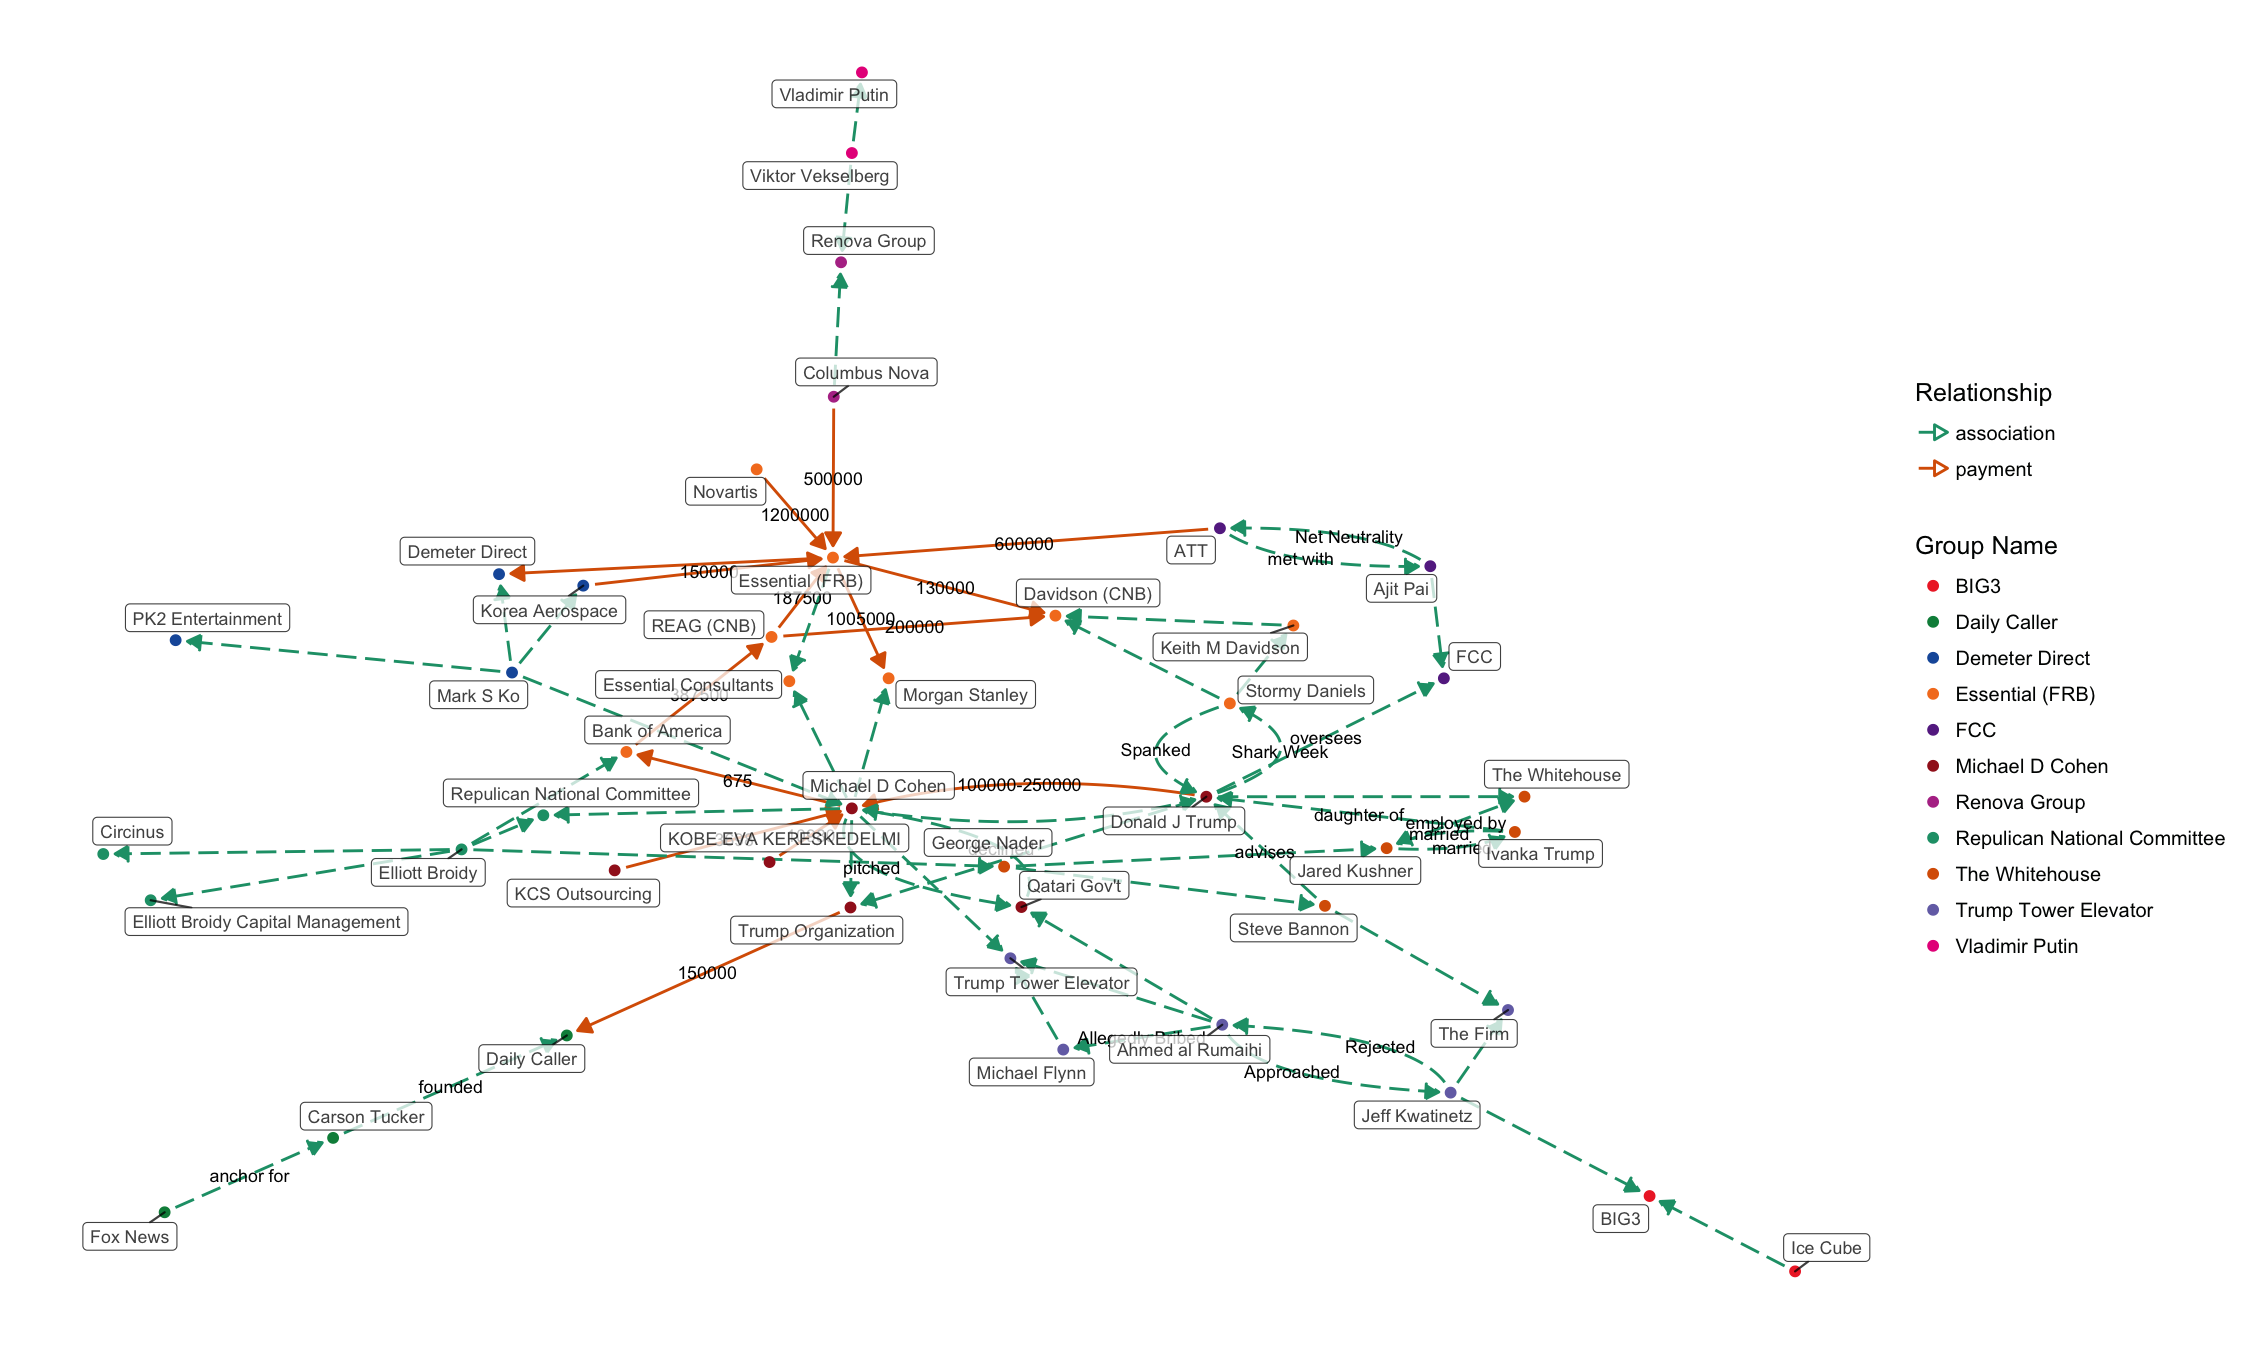 Vladimir Putin
Viktor Vekselberg
Renova Group
Columbus Nova
Relationship
association
payment
500000
Novartis
1200000
600000
ATT
Net Neutrality
met with
Ajit Pai
Demeter Direct
150000
Essential (FRB)
187500
130000
Davidson (CNB)
Korea Aerospace
PK2 Entertainment
REAG (CNB)
1005000
200000
Keith M Davidson
FCC
Mark S Ko
Essential Consultants
387500
Morgan Stanley
Stormy Daniels
Bank of America
Spanked
Shark Week
oversees
675
Michael D Cohen
100000-250000
The Whitehouse
Repulican National Committee
Donald J Trump
daughter of
employed by
married
married
Circinus
KOBE EVA KERESKEDELMI
George Nader
declined
advises
Ivanka Trump
Elliott Broidy
pitched
Jared Kushner
KCS Outsourcing
Qatari Gov't
Elliott Broidy Capital Management
Trump Organization
Steve Bannon
150000
Trump Tower Elevator
Daily Caller
Allegedly Bribed
Ahmed al Rumaihi
Rejected
The Firm
Michael Flynn
Approached
founded
Carson Tucker
Jeff Kwatinetz
anchor for
Fox News
BIG3
Ice Cube
Group Name
BIG3
Daily Caller
Demeter Direct
Essential (FRB)
FCC
Michael D Cohen
Renova Group
Repulican National Committee
The Whitehouse
Trump Tower Elevator
Vladimir Putin